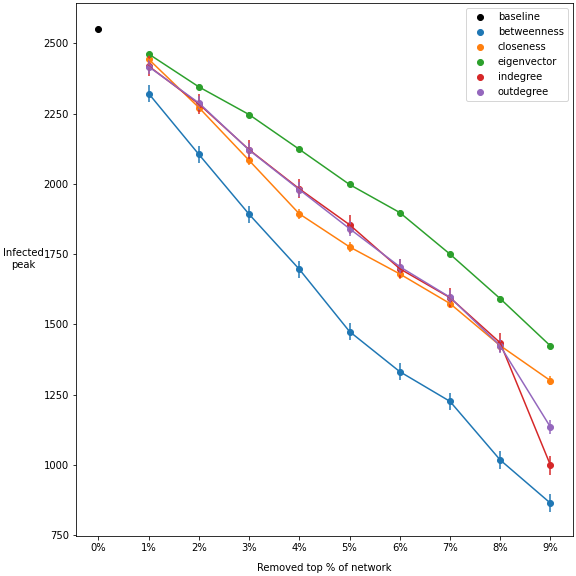 2500
2250
2000
1750
1500
1250
1000
750
Infected
peak
0% 1% 2% 3% 4% 5% 6% 7% 8% 9%
Removed top % of network
baseline
betweenness
closeness
eigenvector
indegree
outdegree